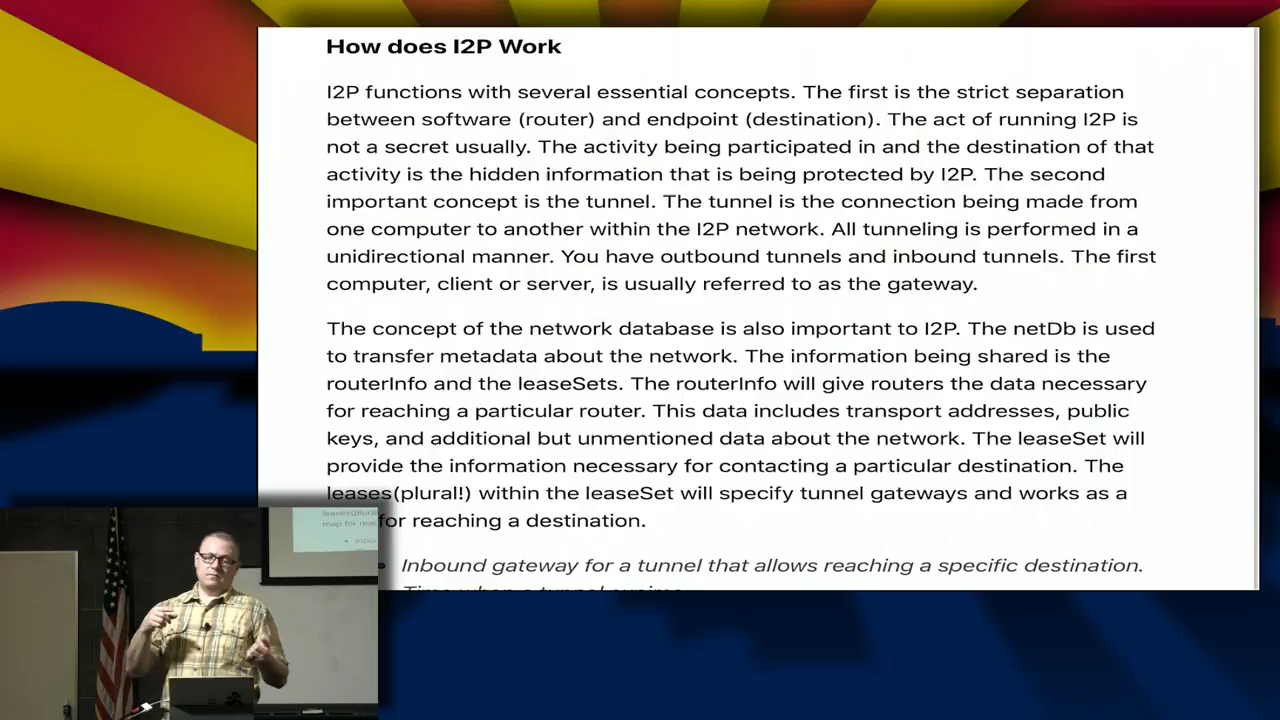 How does I2P Work
I2P functions with several essential concepts. The first is the strict separation
between software (router) and endpoint (destination). The act of running I2P is
not a secret usually. The activity being participated in and the destination of that
activity is the hidden information that is being protected by I2P. The second
important concept is the tunnel. The tunnel is the connection being made from
one computer to another within the I2P network. All tunneling is performed in a
unidirectional manner. You have outbound tunnels and inbound tunnels. The first
computer, client or server, is usually referred to as the gateway.
The concept of the network database is also important to I2P. The netDb is used
to transfer metadata about the network. The information being shared is the
routerInfo and the leaseSets. The routerInfo will give routers the data necessary
for reaching a particular router. This data includes transport addresses, public
keys, and additional but unmentioned data about the network. The leaseSet will
provide the information necessary for contacting a particular destination. The
leases(plural!) within the leaseSet will specify tunnel gateways and works as a
for reaching a destination.
Inbound gateway for a tunnel that allows reaching a specific destination.
Time when a tunnel expires
map for